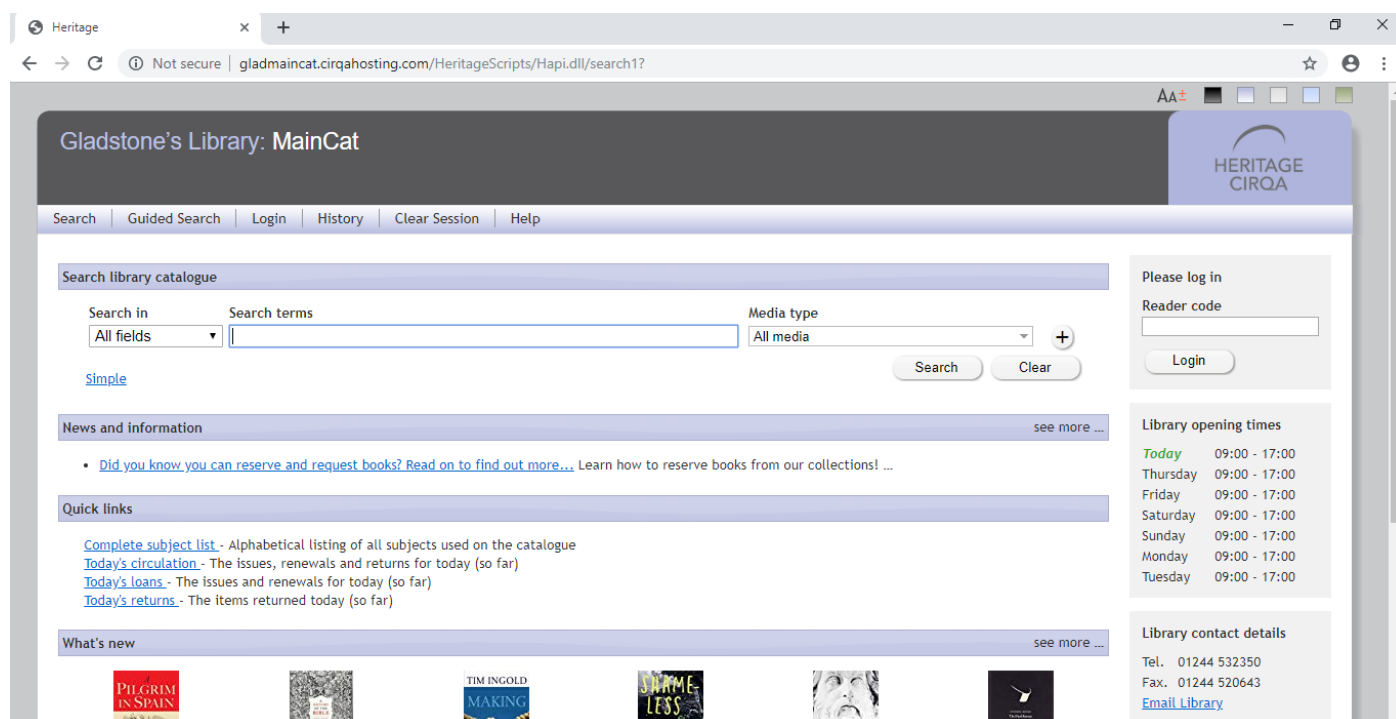 Heritage
Not secure | gladmaincat.cirqahosting.com/HeritageScripts/Hapi.dll/search1?
AA±
Gladstone's Library: MainCat
HERITAGE
CIRQA
Search | Guided Search | Login | History | Clear Session | Help
Search library catalogue
Search in Search terms Media type
All fields All media
Search Clear
Simple
News and information see more ...
• Did you know you can reserve and request books? Read on to find out more... Learn how to reserve books from our collections! ...
Quick links
Complete subject list - Alphabetical listing of all subjects used on the catalogue
Today's circulation - The issues, renewals and returns for today (so far)
Today's loans - The issues and renewals for today (so far)
Today's returns - The items returned today (so far)
What's new see more ...
A
PILGRIM
IN SPAIN
TIM INGOLD
MAKING
SHAME-
LESS
Please log in
Reader code
Login
Library opening times
Today 09:00 - 17:00
Thursday 09:00 - 17:00
Friday 09:00 - 17:00
Saturday 09:00 - 17:00
Sunday 09:00 - 17:00
Monday 09:00 - 17:00
Tuesday 09:00 - 17:00
Library contact details
Tel. 01244 532350
Fax. 01244 520643
Email Library